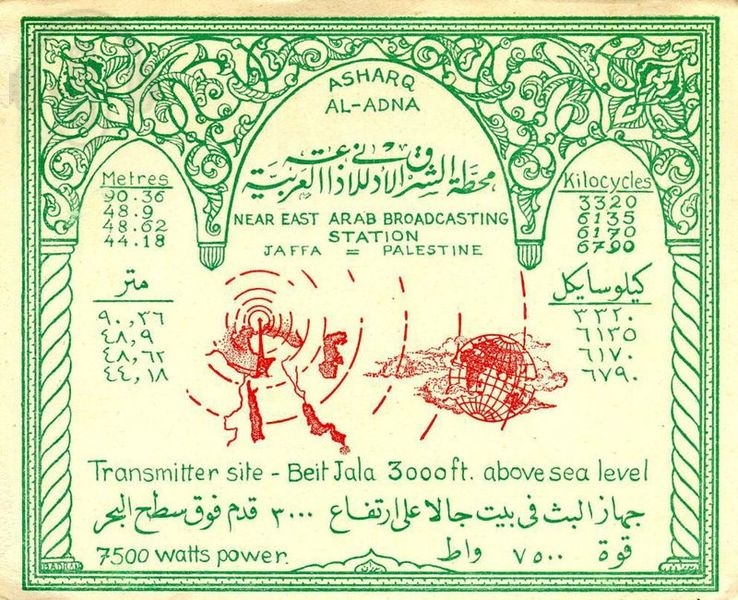 ASHARQ
AL-ADNA
محطة الشرق الادنى للاذاعة العربية
NEAR EAST ARAB BROADCASTING
STATION
JAFFA = PALESTINE
Metres
90.36
48.9
48.62
44.18
متر
٩٠,٣٦
٤٨,٩
٤٨,٦٢
٤٤,١٨
Kilocycles
3320
6135
6170
6790
كيلوسايكل
٣٣٢٠
٦١٣٥
٦١٧٠
٦٧٩٠
Transmitter site - Beit Jala 3000ft. above sea level
جهاز البث في بيت جالا على ارتفاع ٣٠٠٠ قدم فوق سطح البحر
7500 watts power.
قوة ٧٥٠٠ واط